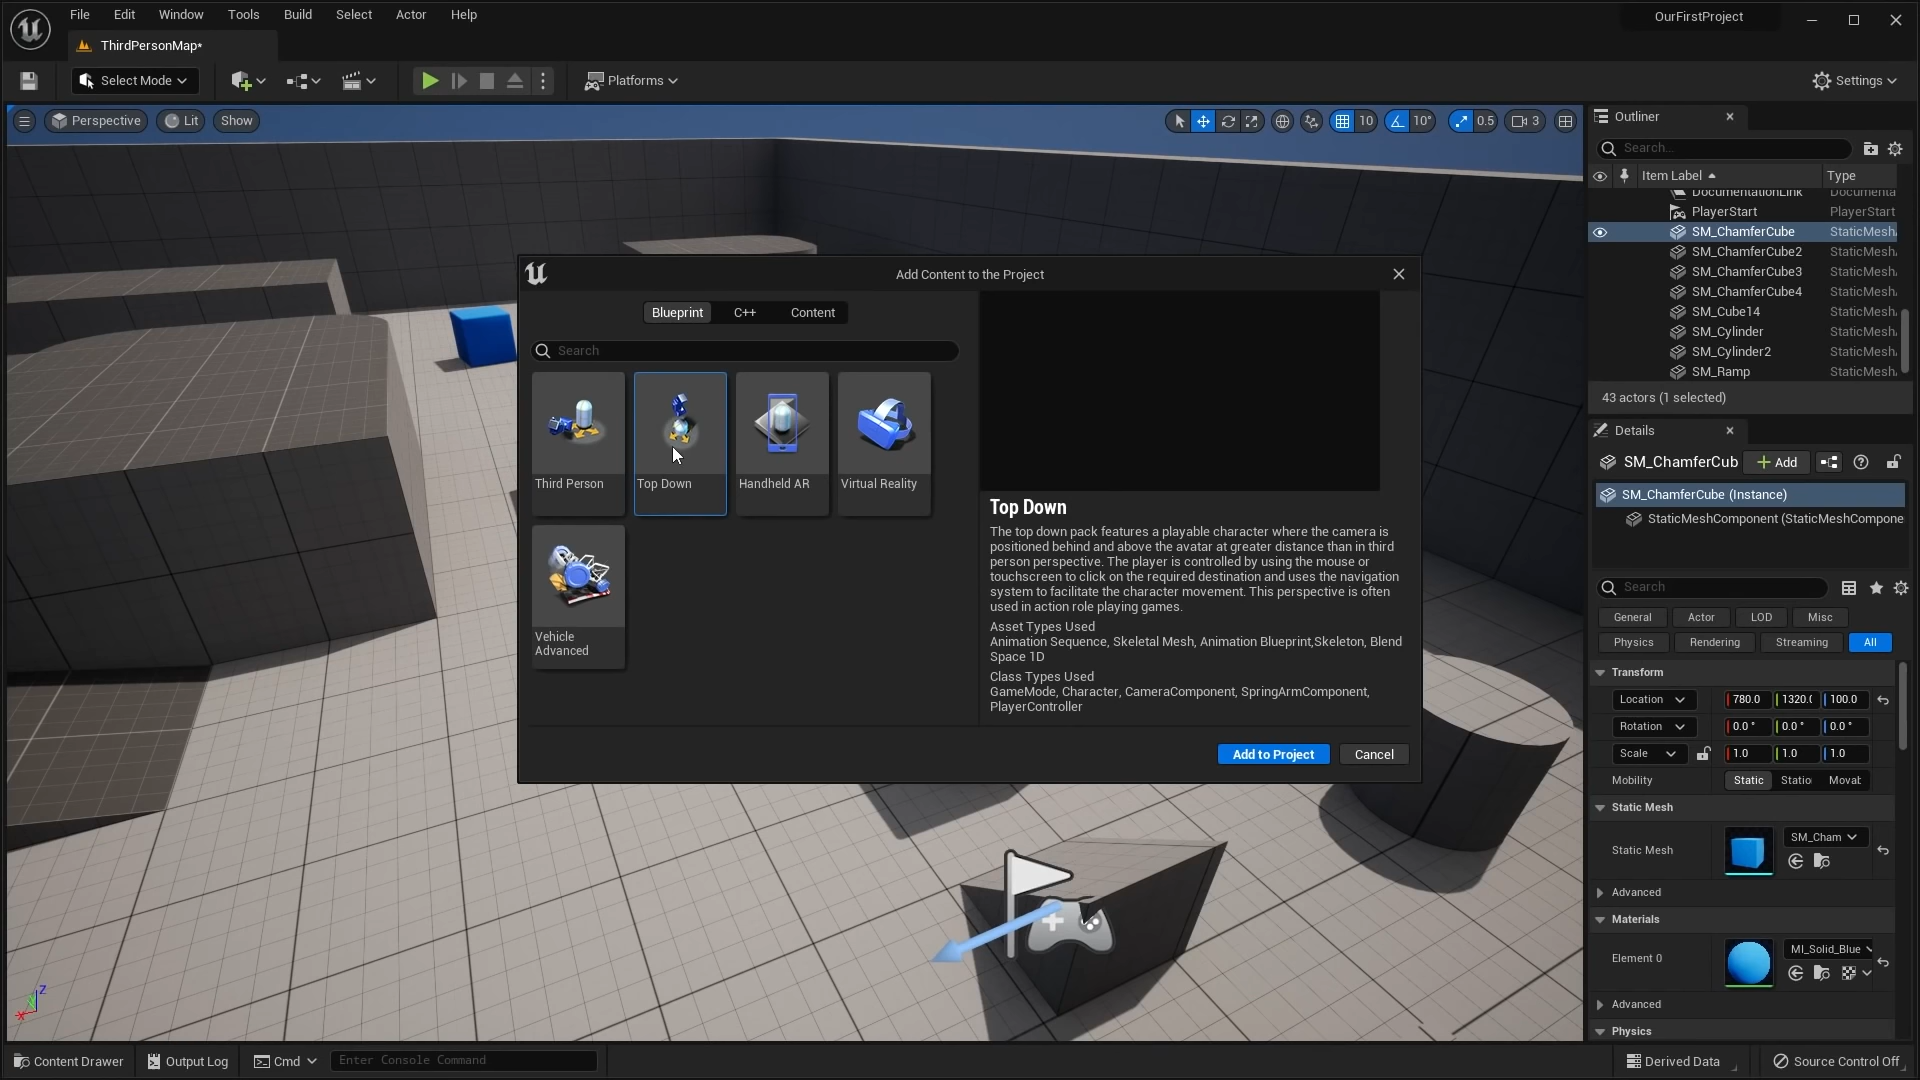 File Edit Window Tools Build Select Actor Help
OurFirstProject
ThirdPersonMap*
Select Mode
Platforms
Settings
Perspective Lit Show
10 10° 0.5 3
Outliner
Search...
Item Label Type
DocumentationLink Documenta
PlayerStart PlayerStart
SM_ChamferCube StaticMesh
SM_ChamferCube2 StaticMesh
SM_ChamferCube3 StaticMesh
SM_ChamferCube4 StaticMesh
SM_Cube14 StaticMesh
SM_Cylinder StaticMesh
SM_Cylinder2 StaticMesh
SM_Ramp StaticMesh
43 actors (1 selected)
Add Content to the Project
Blueprint C++ Content
Search
Third Person
Top Down
Handheld AR
Virtual Reality
Vehicle
Advanced
Top Down
The top down pack features a playable character where the camera is
positioned behind and above the avatar at greater distance than in third
person perspective. The player is controlled by using the mouse or
touchscreen to click on the required destination and uses the navigation
system to facilitate the character movement. This perspective is often
used in action role playing games.
Asset Types Used
Animation Sequence, Skeletal Mesh, Animation Blueprint,Skeleton, Blend
Space 1D
Class Types Used
GameMode, Character, CameraComponent, SpringArmComponent,
PlayerController
Add to Project Cancel
Details
SM_ChamferCub Add
SM_ChamferCube (Instance)
StaticMeshComponent (StaticMeshCompone
Search
General Actor LOD Misc
Physics Rendering Streaming All
Transform
Location 780.0 1320.( 100.0
Rotation 0.0 ° 0.0 ° 0.0 °
Scale 1.0 1.0 1.0
Mobility Static Statio Moval
Static Mesh
Static Mesh SM_Cham
Advanced
Materials
Element 0 MI_Solid_Blue
Advanced
Physics
Z
X
Content Drawer Output Log Cmd Enter Console Command
Derived Data Source Control Off